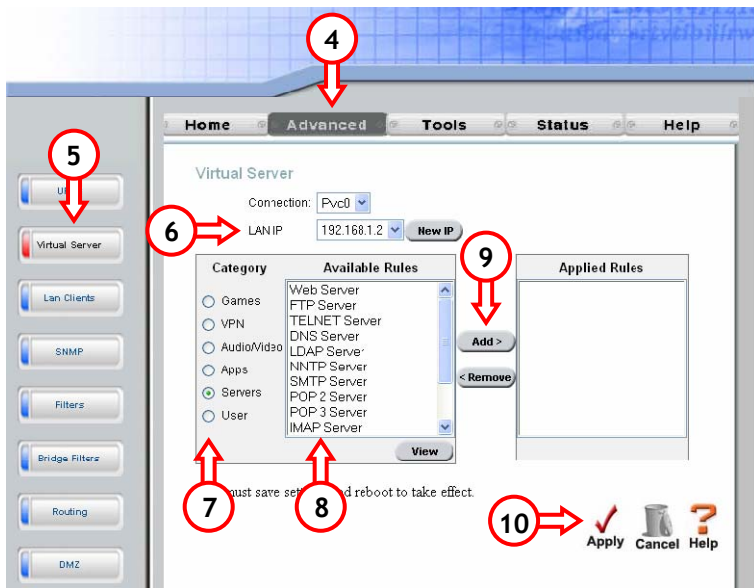 4
Home Advanced Tools Status Help
5
Virtual Server
Connection: Pvc0
6
LAN IP 192.168.1.2 New IP
Virtual Server
Lan Clients
SNMP
Filters
Bridge Filters
Routing
DMZ
Category
Games
VPN
Audio/Video
Apps
Servers
User
7
Available Rules
Web Server
FTP Server
TELNET Server
DNS Server
LDAP Server
NNTP Server
SMTP Server
POP 2 Server
POP 3 Server
IMAP Server
View
8
9
Add >
< Remove
Applied Rules
must save and reboot to take effect.
10
Apply Cancel Help